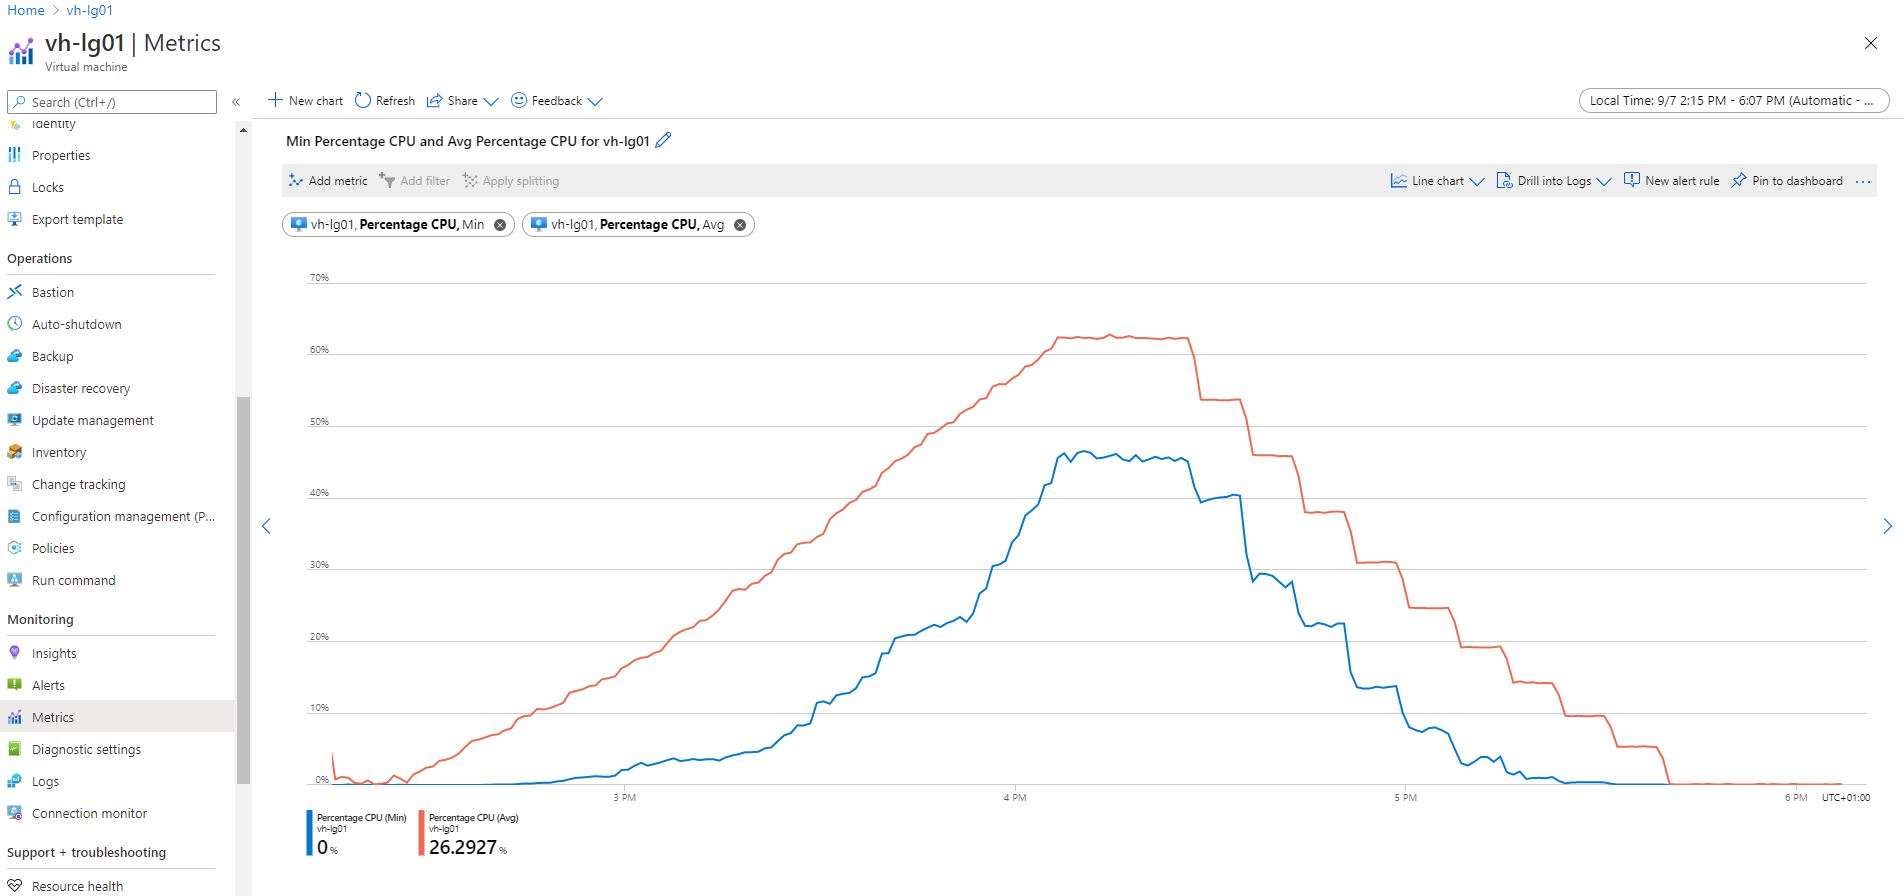 Home > vh-lg01
vh-lg01 | Metrics
Virtual machine
Search (Ctrl+/)
«
Identity
Properties
Locks
Export template
Operations
Bastion
Auto-shutdown
Backup
Disaster recovery
Update management
Inventory
Change tracking
Configuration management (P...
Policies
Run command
Monitoring
Insights
Alerts
Metrics
Diagnostic settings
Logs
Connection monitor
Support + troubleshooting
Resource health
New chart Refresh Share Feedback
Local Time: 9/7 2:15 PM - 6:07 PM (Automatic - ...
Min Percentage CPU and Avg Percentage CPU for vh-lg01
Add metric Add filter Apply splitting Line chart Drill into Logs New alert rule Pin to dashboard ...
vh-lg01, Percentage CPU, Min vh-lg01, Percentage CPU, Avg
70%
60%
50%
40%
30%
20%
10%
0%
3 PM 4 PM 5 PM 6 PM UTC+01:00
Percentage CPU (Min)
vh-lg01
0 %
Percentage CPU (Avg)
vh-lg01
26.2927 %